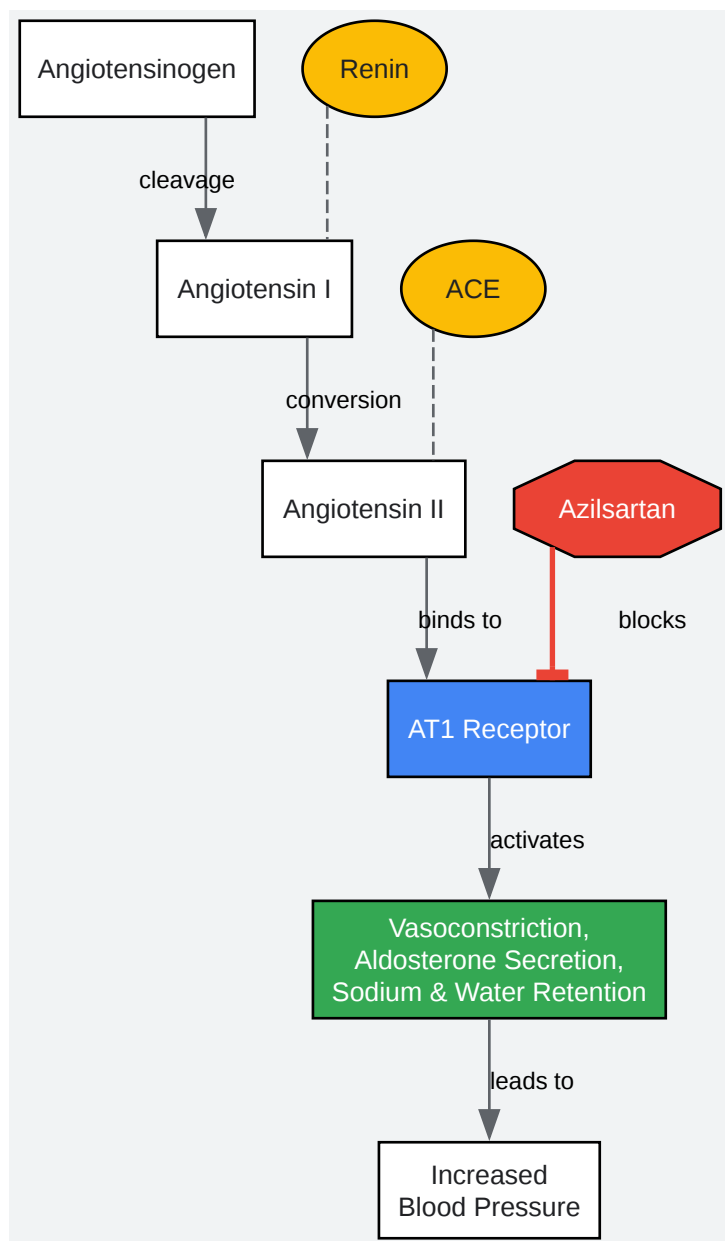 Angiotensinogen
Renin
cleavage
Angiotensin I
ACE
conversion
Angiotensin II
Azilsartan
binds to
blocks
AT1 Receptor
activates
Vasoconstriction,
Aldosterone Secretion,
Sodium & Water Retention
leads to
Increased
Blood Pressure